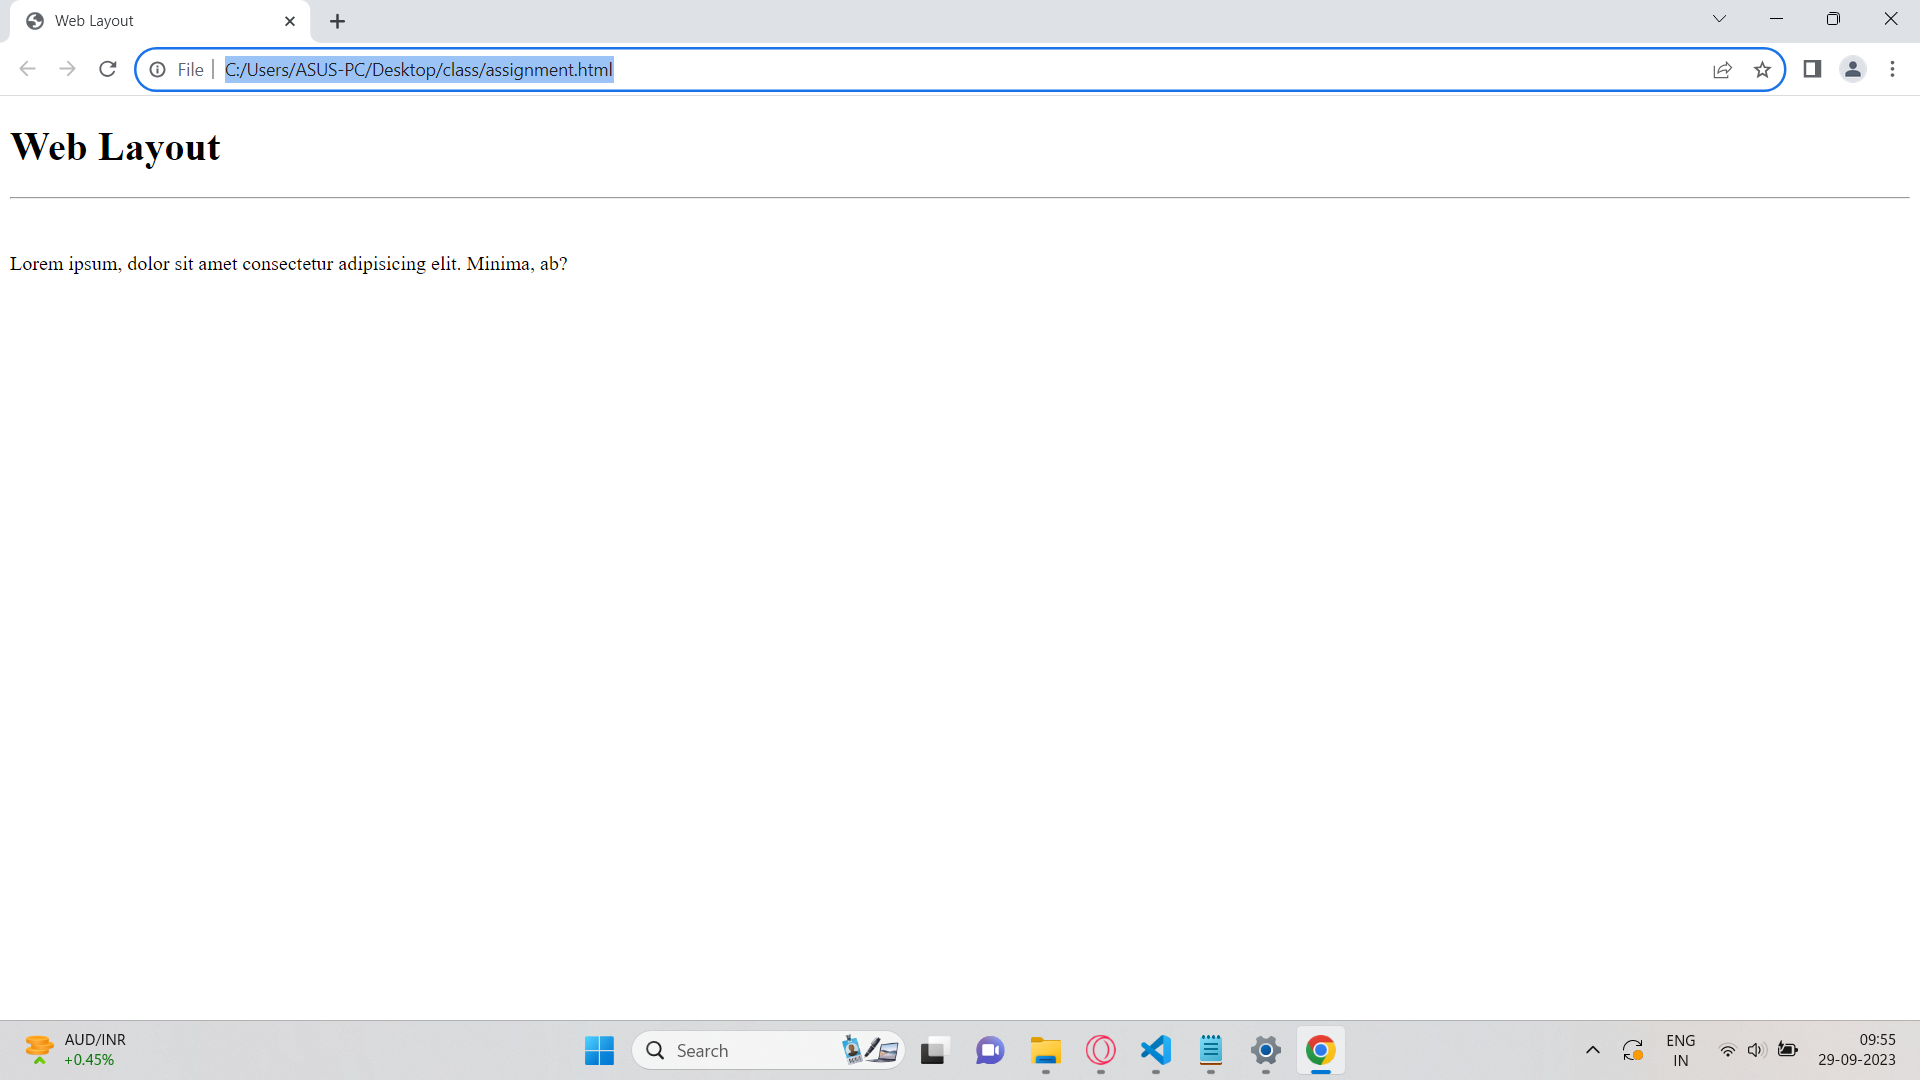 Web Layout
File
C:/Users/ASUS-PC/Desktop/class/assignment.html
Web Layout
Lorem ipsum, dolor sit amet consectetur adipisicing elit. Minima, ab?
AUD/INR
+0.45%
Search
ENG
IN
09:55
29-09-2023